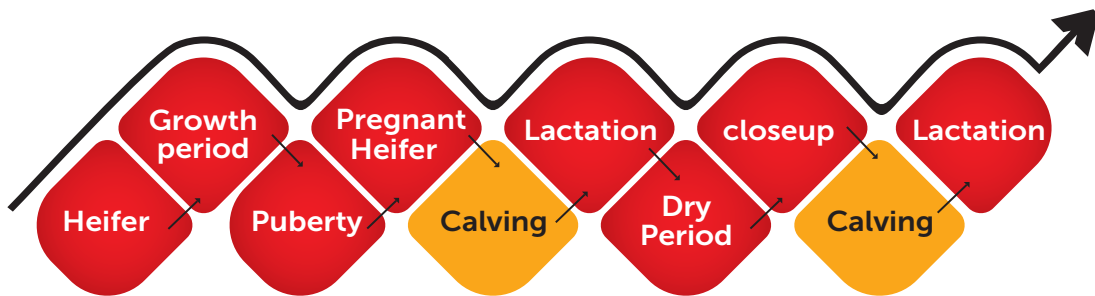 Heifer
Growth
period
Puberty
Pregnant
Heifer
Calving
Lactation
Dry
Period
closeup
Calving
Lactation